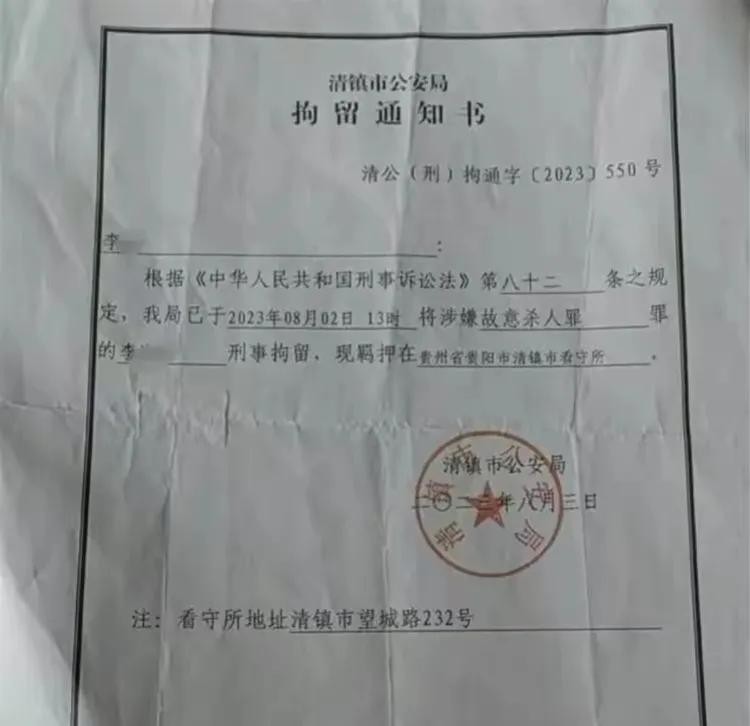 清镇市公安局
拘留通知书
清公(刑)拘通字〔2023〕550号
李 :
根据《中华人民共和国刑事诉讼法》第八十二 条之规
定，我局已于2023年08月02日 13时 将涉嫌故意杀人罪 罪
的李 刑事拘留，现羁押在贵州省贵阳市清镇市看守所 。
清镇市公安局
二〇二三年八月三日
清镇市公安局
注：看守所地址清镇市望城路232号